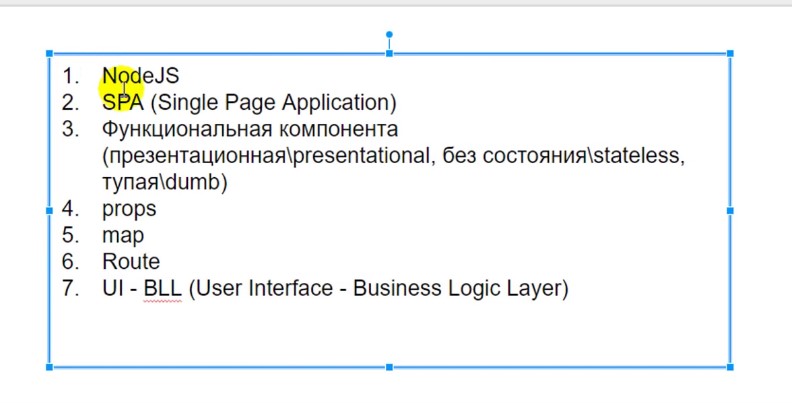 1. NodeJS
2. SPA (Single Page Application)
3. Функциональная компонента
(презентационная\presentational, без состояния\stateless,
тупая\dumb)
4. props
5. map
6. Route
7. UI - BLL (User Interface - Business Logic Layer)